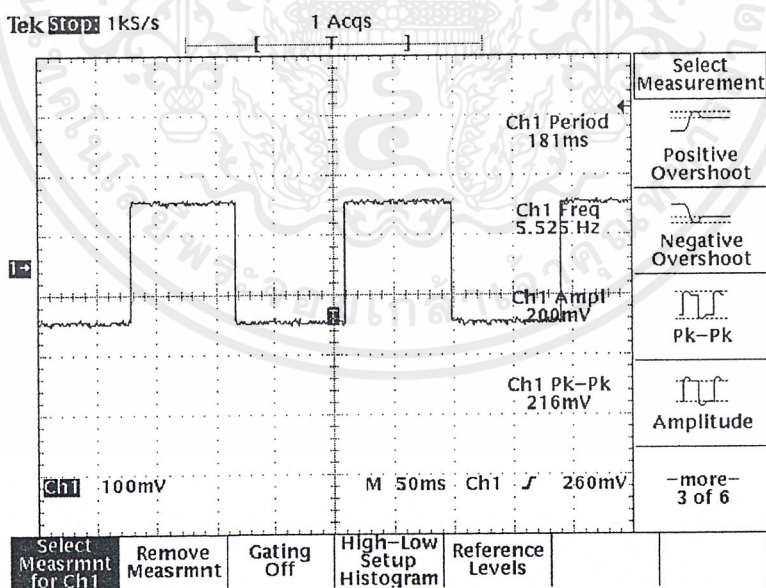 Tek Stop: 1kS/s
1 Acqs
[ T ]
Ch1 Period
181ms
Ch1 Freq
5.525 Hz
Ch1 Ampl
200mV
Ch1 Pk-Pk
216mV
1→
T
Ch1 100mV M 50ms Ch1 260mV
Select
Measurement
Positive
Overshoot
Negative
Overshoot
Pk-Pk
Amplitude
-more-
3 of 6
Select
Measrmnt
for Ch1
Remove
Measrmnt
Gating
Off
High-Low
Setup
Histogram
Reference
Levels